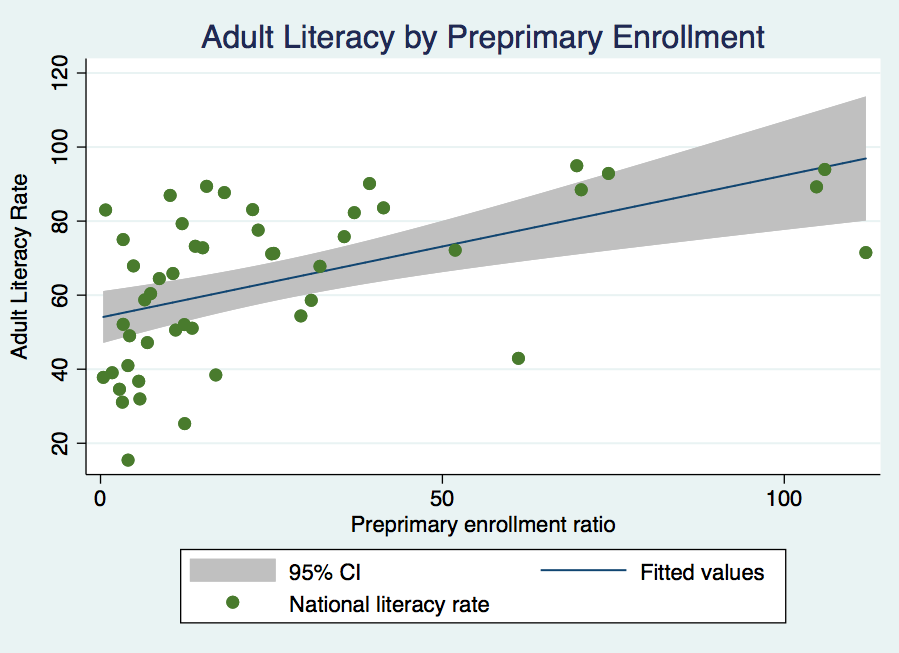 Adult Literacy by Preprimary Enrollment
Adult Literacy Rate
120
100
80
60
40
20
0 50 100
Preprimary enrollment ratio
95% CI Fitted values
National literacy rate